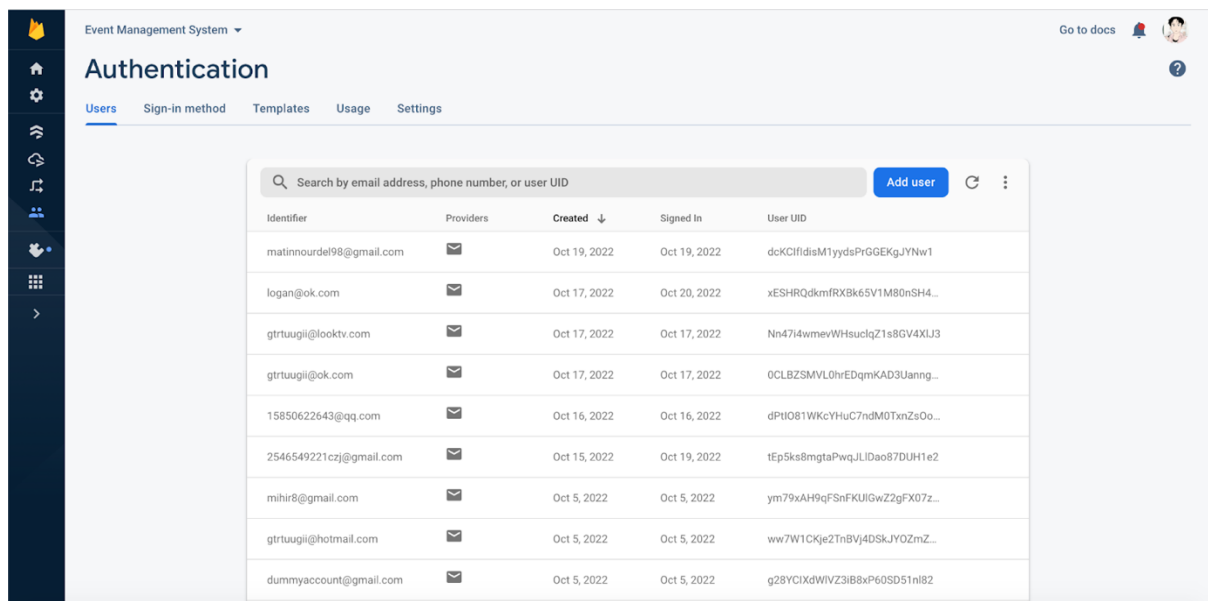 Event Management System
Go to docs
Authentication
Users Sign-in method Templates Usage Settings
Search by email address, phone number, or user UID
Add user
Identifier Providers Created Signed In User UID
matinnourdel98@gmail.com Oct 19, 2022 Oct 19, 2022 dcKClfIdisM1yydsPrGGEKgJYNw1
logan@ok.com Oct 17, 2022 Oct 20, 2022 xESHRQdkmfRXBk65V1M80nSH4...
gtrtuugii@looktv.com Oct 17, 2022 Oct 17, 2022 Nn47i4wmevWHsuclqZ1s8GV4XlJ3
gtrtuugii@ok.com Oct 17, 2022 Oct 17, 2022 0CLBZSMVL0hrEDqmKAD3Uanng...
15850622643@qq.com Oct 16, 2022 Oct 16, 2022 dPtIO81WKcYHuC7ndM0TxnZsOo...
2546549221czj@gmail.com Oct 15, 2022 Oct 19, 2022 tEp5ks8mgtaPwqJLlDao87DUH1e2
mihir8@gmail.com Oct 5, 2022 Oct 5, 2022 ym79xAH9qFSnFKUlGwZ2gFX07z...
gtrtuugii@hotmail.com Oct 5, 2022 Oct 5, 2022 ww7W1CKje2TnBVj4DSkJYOZmZ...
dummyaccount@gmail.com Oct 5, 2022 Oct 5, 2022 g28YCIXdWlVZ3iB8xP60SD51nl82